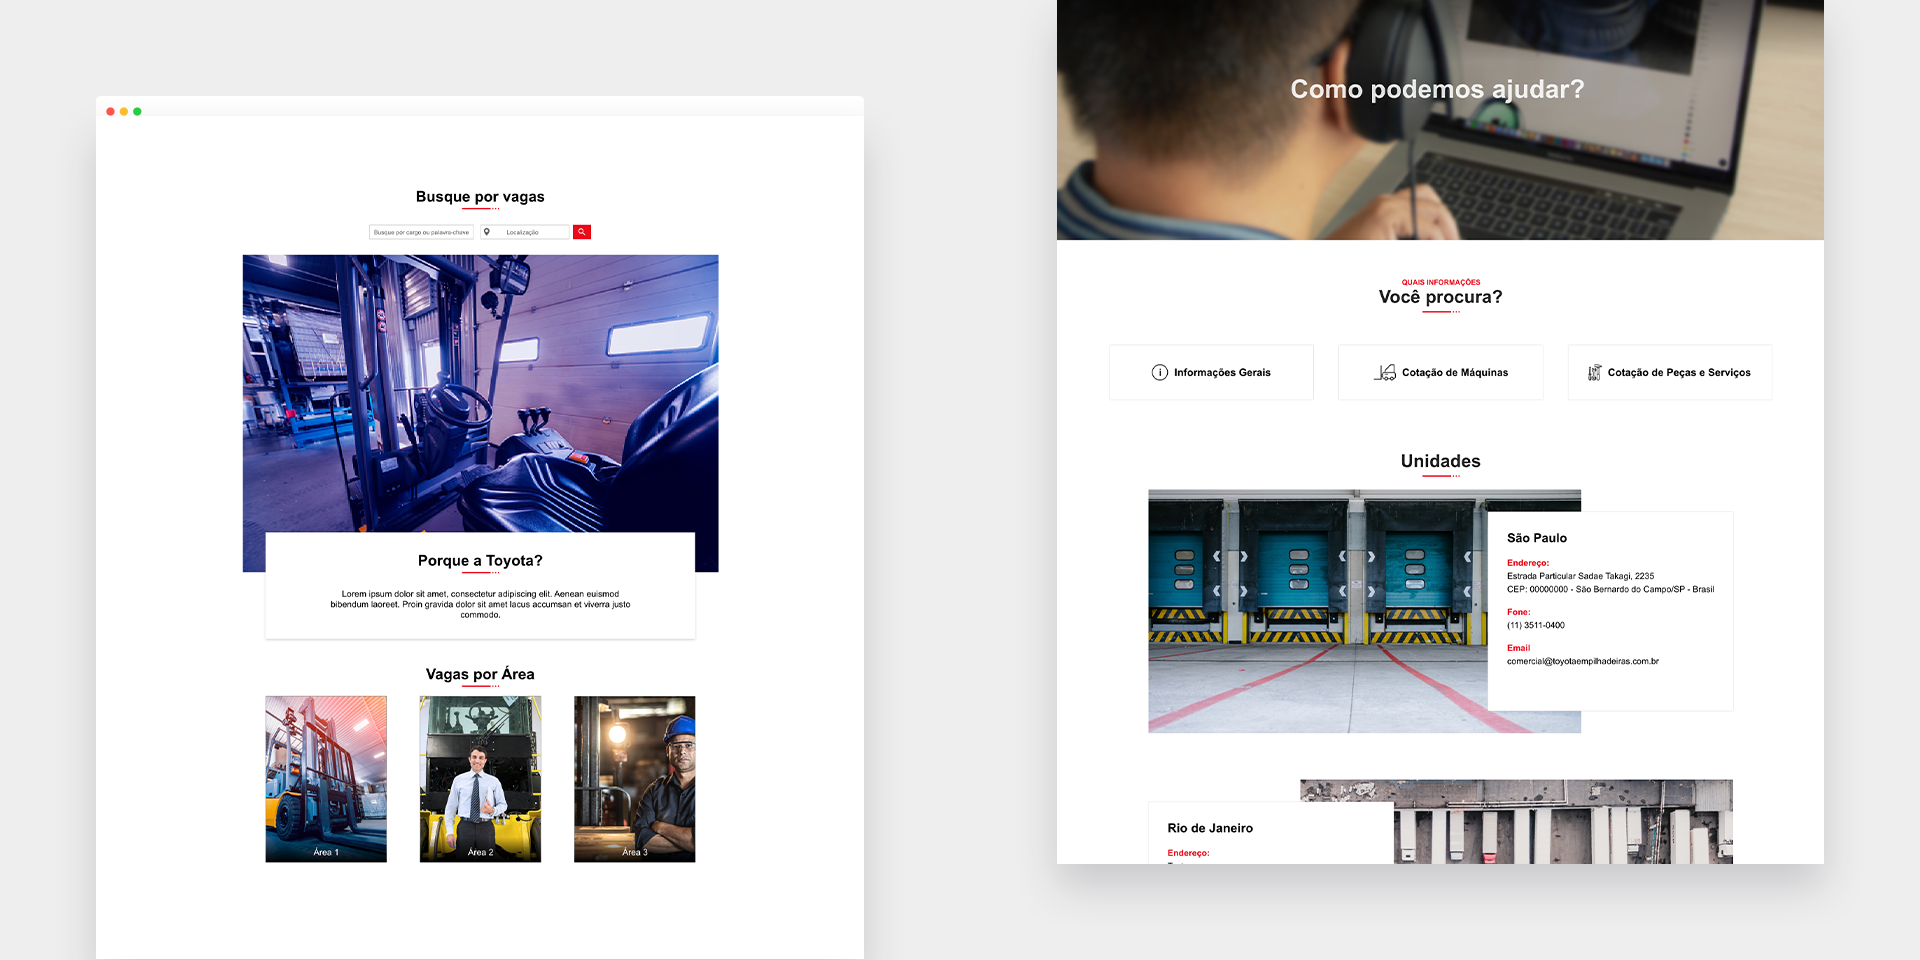 Busque por vagas
Busque por cargo ou palavra-chave
Localização
Porque a Toyota?
Lorem ipsum dolor sit amet, consectetur adipiscing elit. Aenean euismod
bibendum laoreet. Proin gravida dolor sit amet lacus accumsan et viverra justo
commodo.
Vagas por Área
Área 1
Área 2
Área 3
Como podemos ajudar?
QUAIS INFORMAÇÕES
Você procura?
Informações Gerais
Cotação de Máquinas
Cotação de Peças e Serviços
Unidades
São Paulo
Endereço:
Estrada Particular Sadae Takagi, 2235
CEP: 00000000 - São Bernardo do Campo/SP - Brasil
Fone:
(11) 3511-0400
Email
comercial@toyotaempilhadeiras.com.br
Rio de Janeiro
Endereço: